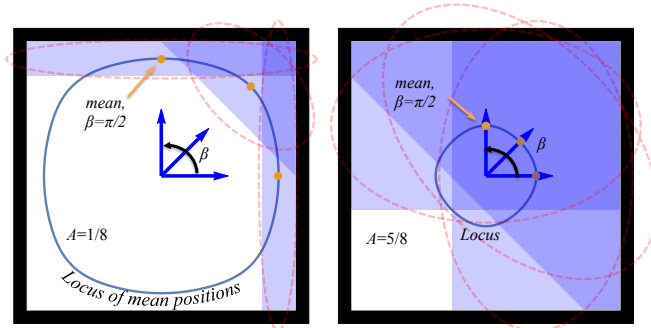 mean,
β=π/2
β
A=1/8
Locus of mean positions
mean,
β=π/2
β
A=5/8
Locus